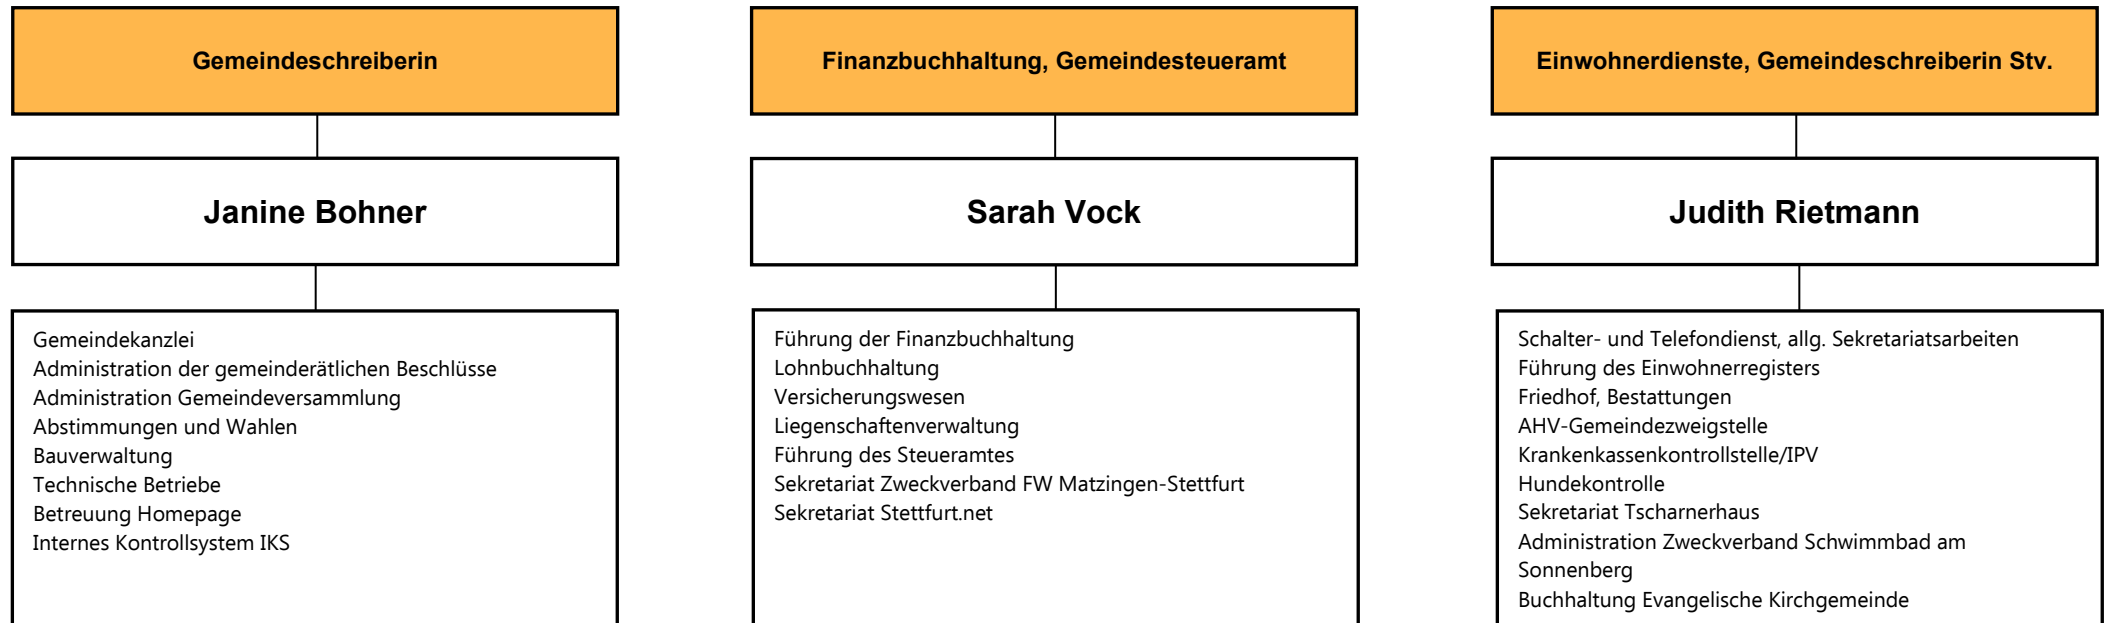 Gemeindeschreiberin
Janine Bohner
Gemeindekanzlei
Administration der gemeinderätlichen Beschlüsse
Administration Gemeindeversammlung
Abstimmungen und Wahlen
Bauverwaltung
Technische Betriebe
Betreuung Homepage
Internes Kontrollsystem IKS
Finanzbuchhaltung, Gemeindesteueramt
Sarah Vock
Führung der Finanzbuchhaltung
Lohnbuchhaltung
Versicherungswesen
Liegenschaftenverwaltung
Führung des Steueramtes
Sekretariat Zweckverband FW Matzingen-Stettfurt
Sekretariat Stettfurt.net
Einwohnerdienste, Gemeindeschreiberin Stv.
Judith Rietmann
Schalter- und Telefondienst, allg. Sekretariatsarbeiten
Führung des Einwohnerregisters
Friedhof, Bestattungen
AHV-Gemeindezweigstelle
Krankenkassenkontrollstelle/IPV
Hundekontrolle
Sekretariat Tscharnerhaus
Administration Zweckverband Schwimmbad am
Sonnenberg
Buchhaltung Evangelische Kirchgemeinde